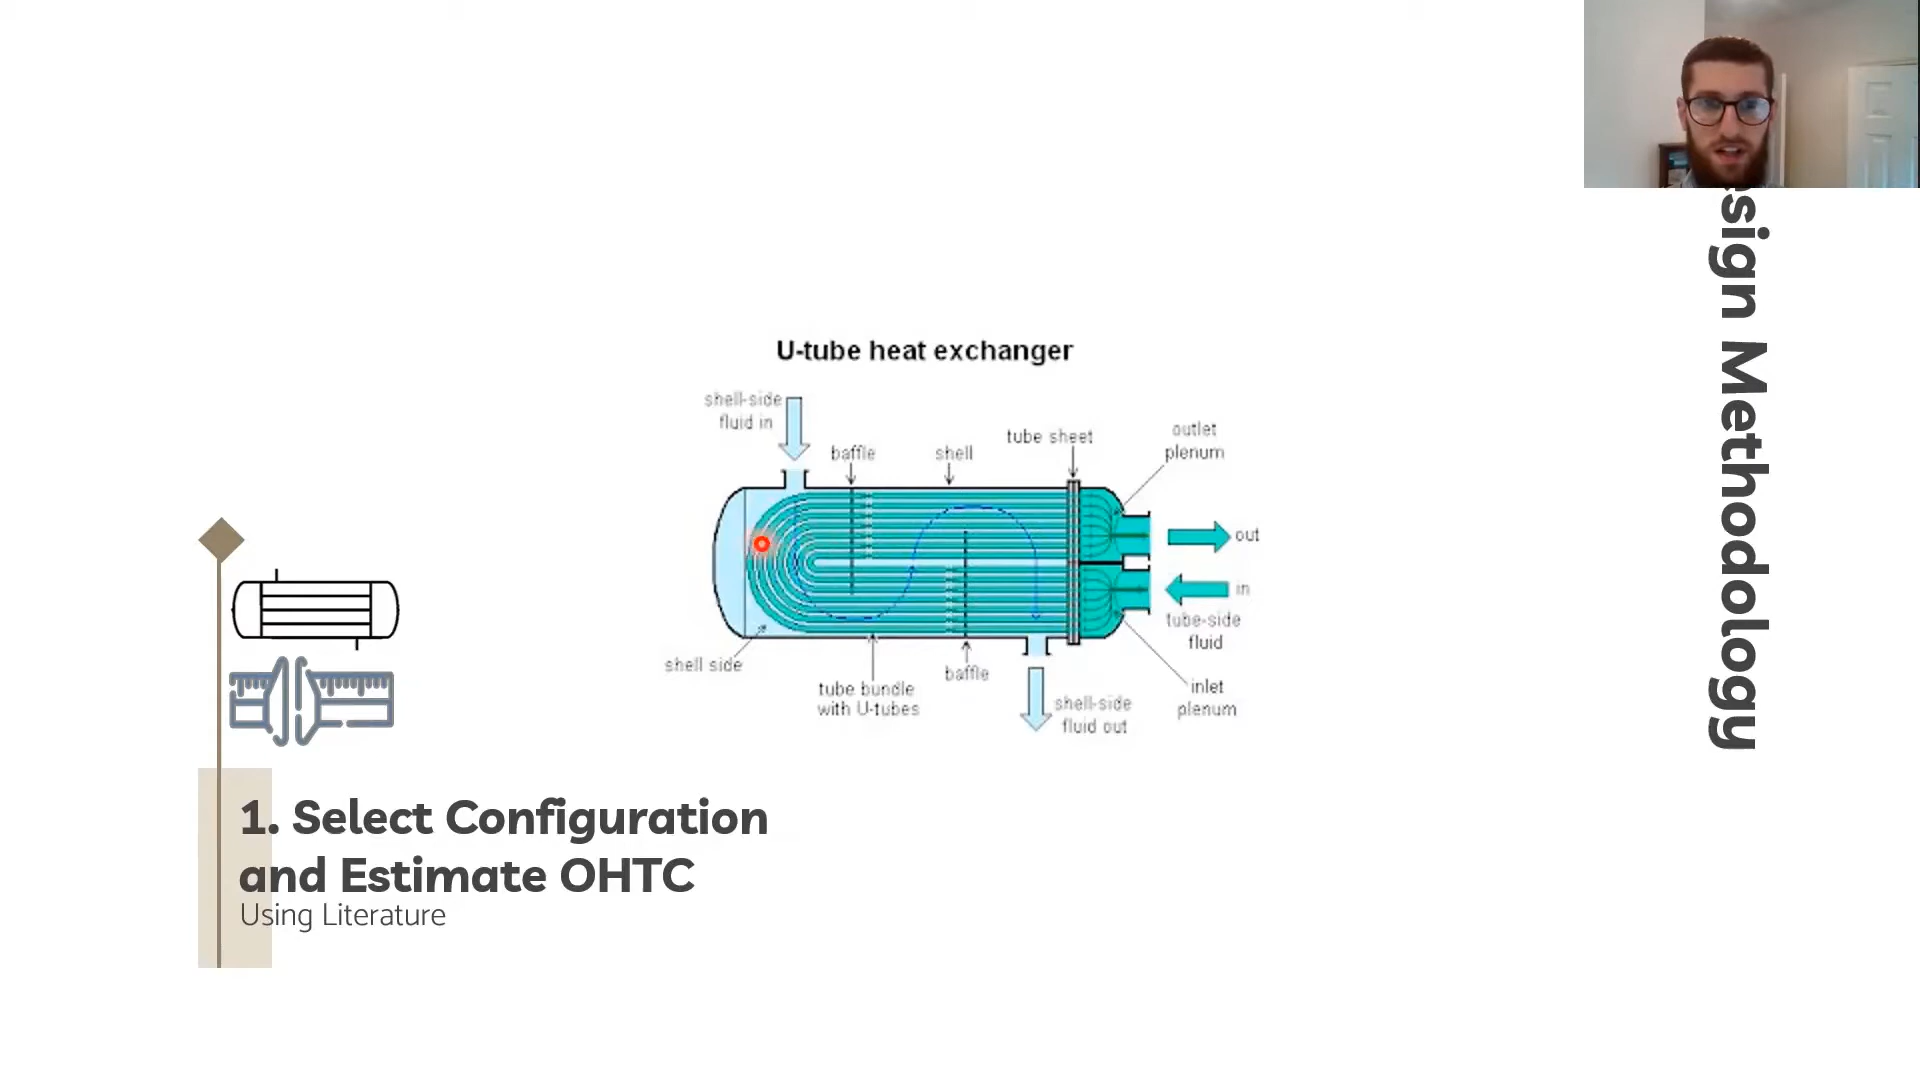 ssign Methodology
U-tube heat exchanger
shell-side
fluid in
baffle
shell
tube sheet
outlet
plenum
out
in
tube-side
fluid
shell side
tube bundle
with U-tubes
baffle
shell-side
fluid out
inlet
plenum
1. Select Configuration
and Estimate OHTC
Using Literature